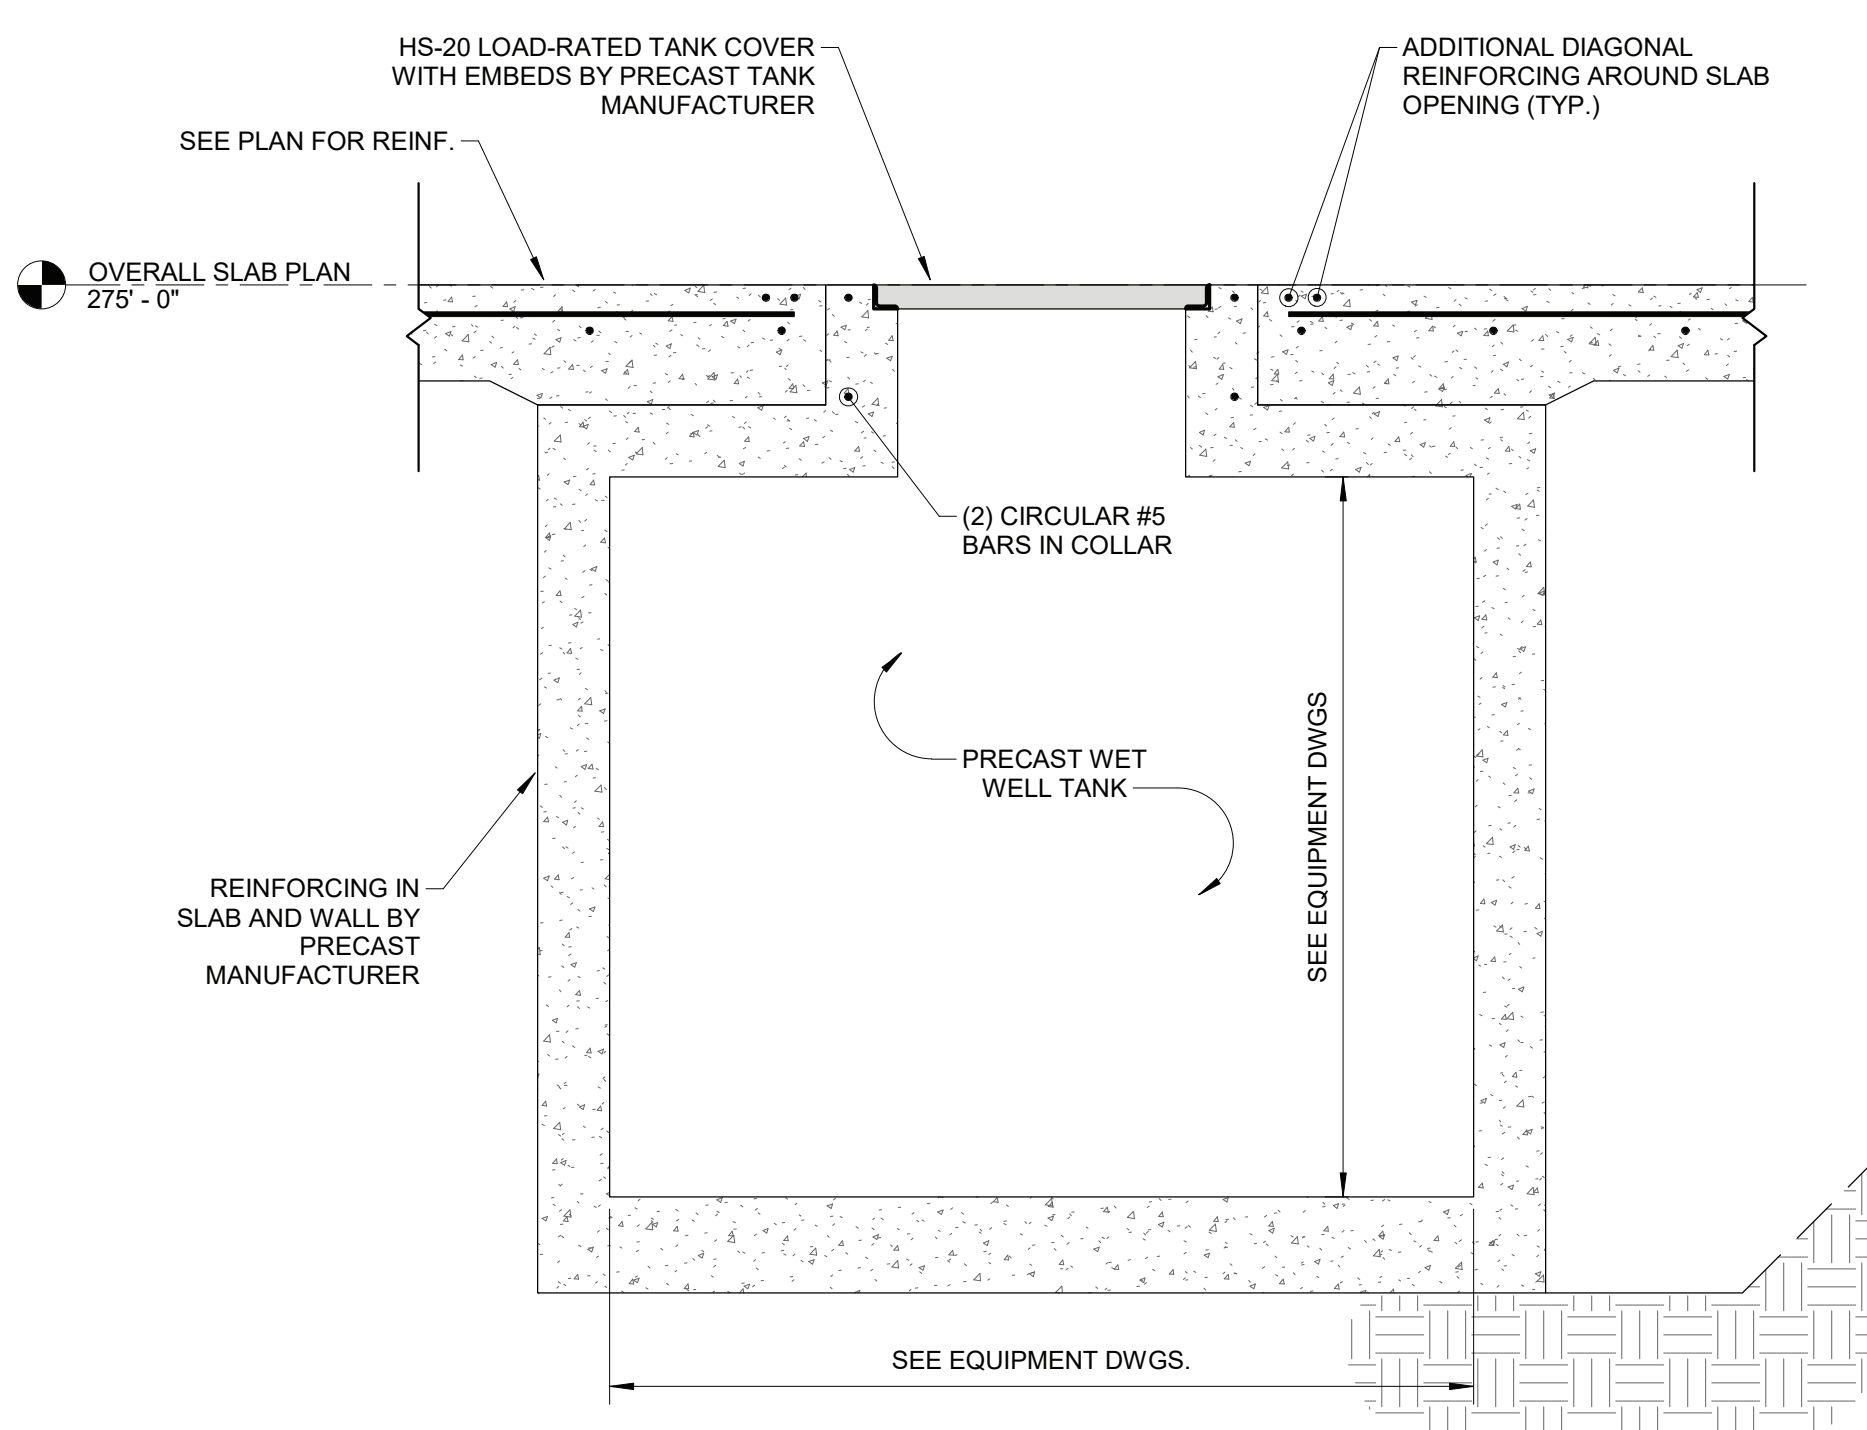 HS-20 LOAD-RATED TANK COVER
WITH EMBEDS BY PRECAST TANK
MANUFACTURER
ADDITIONAL DIAGONAL
REINFORCING AROUND SLAB
OPENING (TYP.)
SEE PLAN FOR REINF.
OVERALL SLAB PLAN
275' - 0"
(2) CIRCULAR #5
BARS IN COLLAR
PRECAST WET
WELL TANK
SEE EQUIPMENT DWGS
REINFORCING IN
SLAB AND WALL BY
PRECAST
MANUFACTURER
SEE EQUIPMENT DWGS.